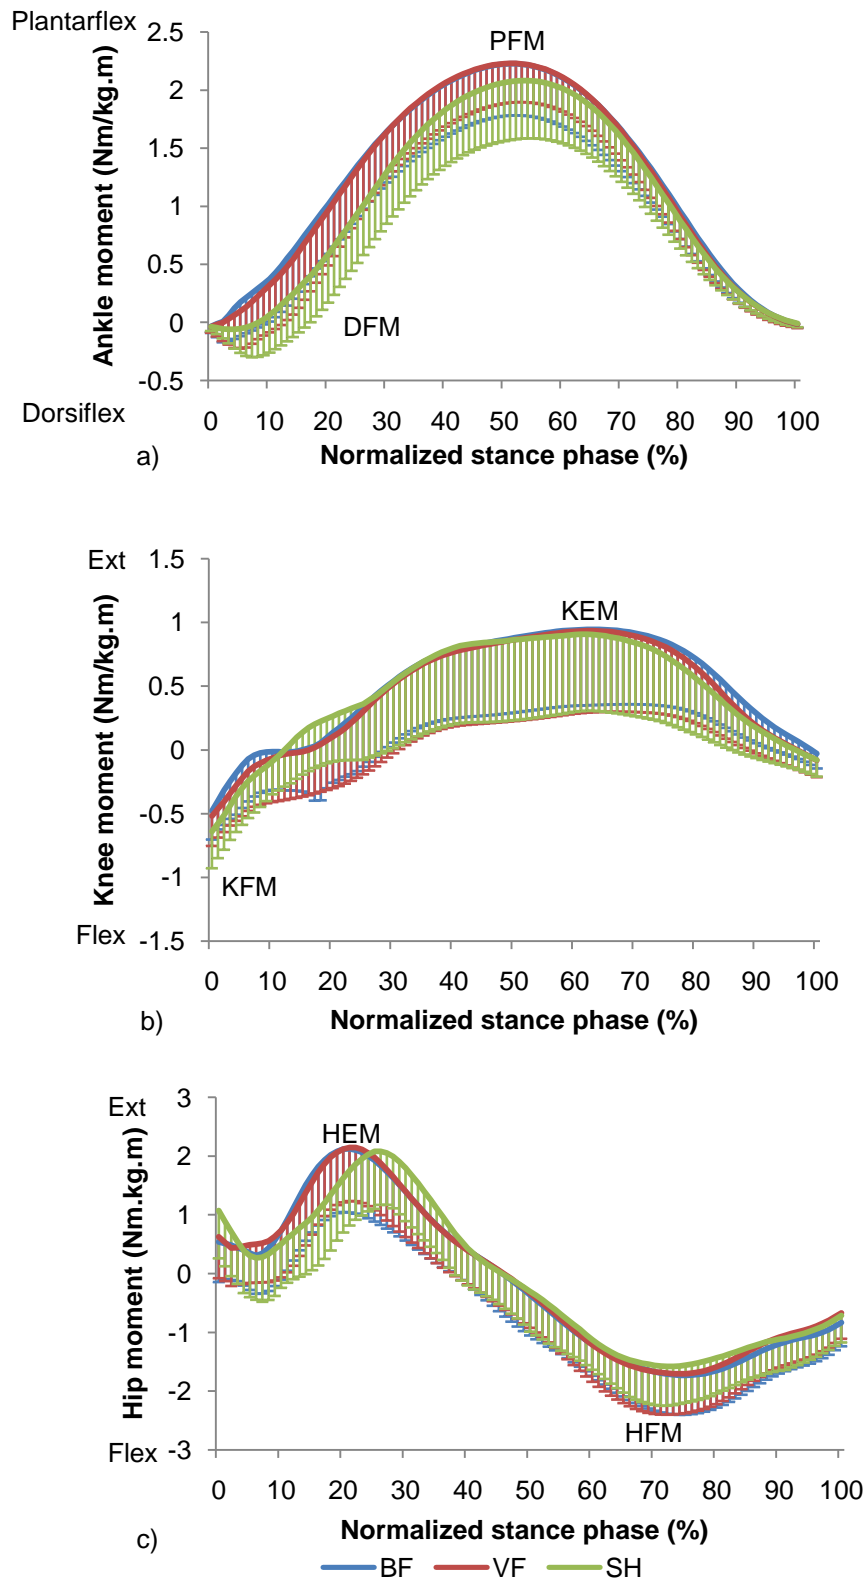 Plantarflex
2.5
PFM
2
1.5
1
0.5
0
DFM
-0.5
Ankle moment (Nm/kg.m)
Dorsiflex
0 10 20 30 40 50 60 70 80 90 100
a)
Normalized stance phase (%)
Ext
1.5
1
KEM
0.5
0
-0.5
-1
KFM
Flex
-1.5
Knee moment (Nm/kg.m)
0 10 20 30 40 50 60 70 80 90 100
b)
Normalized stance phase (%)
Ext
3
HEM
2
1
0
-1
-2
HFM
Flex
-3
Hip moment (Nm.kg.m)
0 10 20 30 40 50 60 70 80 90 100
c)
Normalized stance phase (%)
BF VF SH